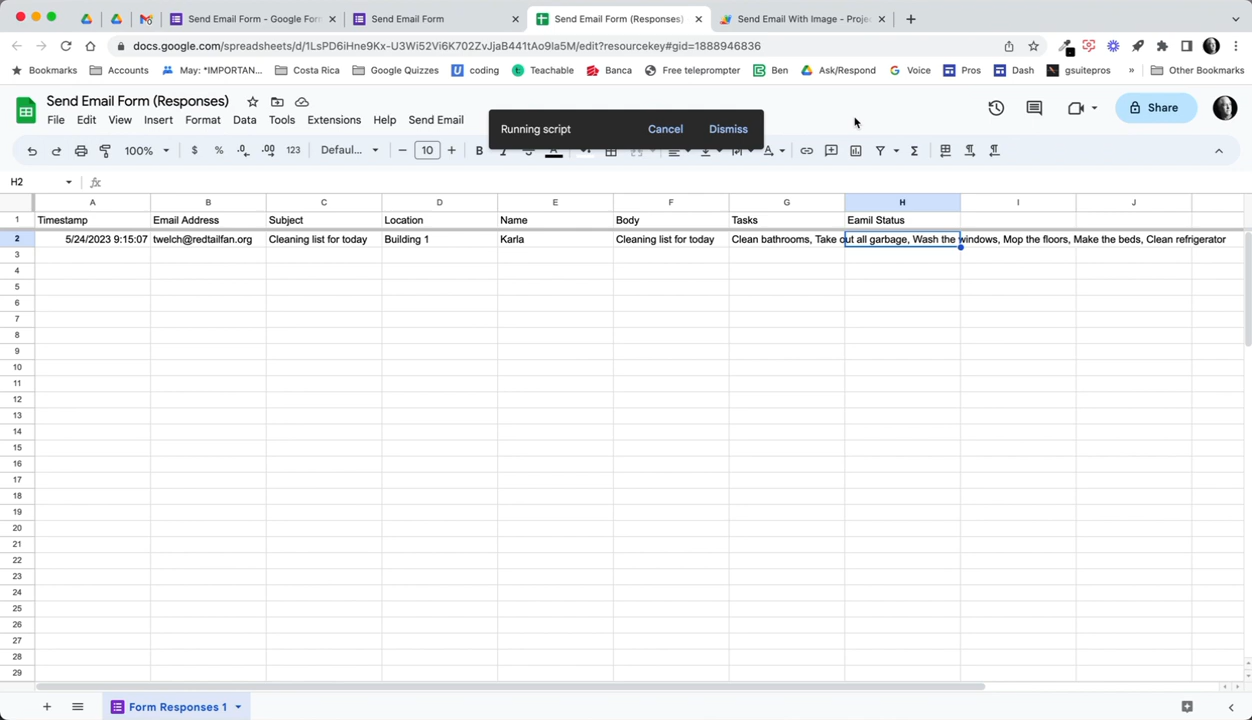 Send Email Form - Google Form
Send Email Form
Send Email Form (Responses)
Send Email With Image - Proje
docs.google.com/spreadsheets/d/1LsPD6iHne9Kx-U3Wi52Vi6K702ZvJjaB441tAo9la5M/edit?resourcekey#gid=1888946836
Bookmarks Accounts May: *IMPORTAN... Costa Rica Google Quizzes coding Teachable Banca Free teleprompter Ben Ask/Respond Voice Pros Dash gsuitepros » Other Bookmarks
Send Email Form (Responses)
Share
File Edit View Insert Format Data Tools Extensions Help Send Email
Running script Cancel Dismiss
100% $ % .0 .00 123 Defaul... 10 B I A
H2 fx
A B C D E F G H I J
1 Timestamp Email Address Subject Location Name Body Tasks Eamil Status
2 5/24/2023 9:15:07 twelch@redtailfan.org Cleaning list for today Building 1 Karla Cleaning list for today Clean bathrooms, Take out all garbage, Wash the windows, Mop the floors, Make the beds, Clean refrigerator
3
4
5
6
7
8
9
10
11
12
13
14
15
16
17
18
19
20
21
22
23
24
25
26
27
28
29
Form Responses 1